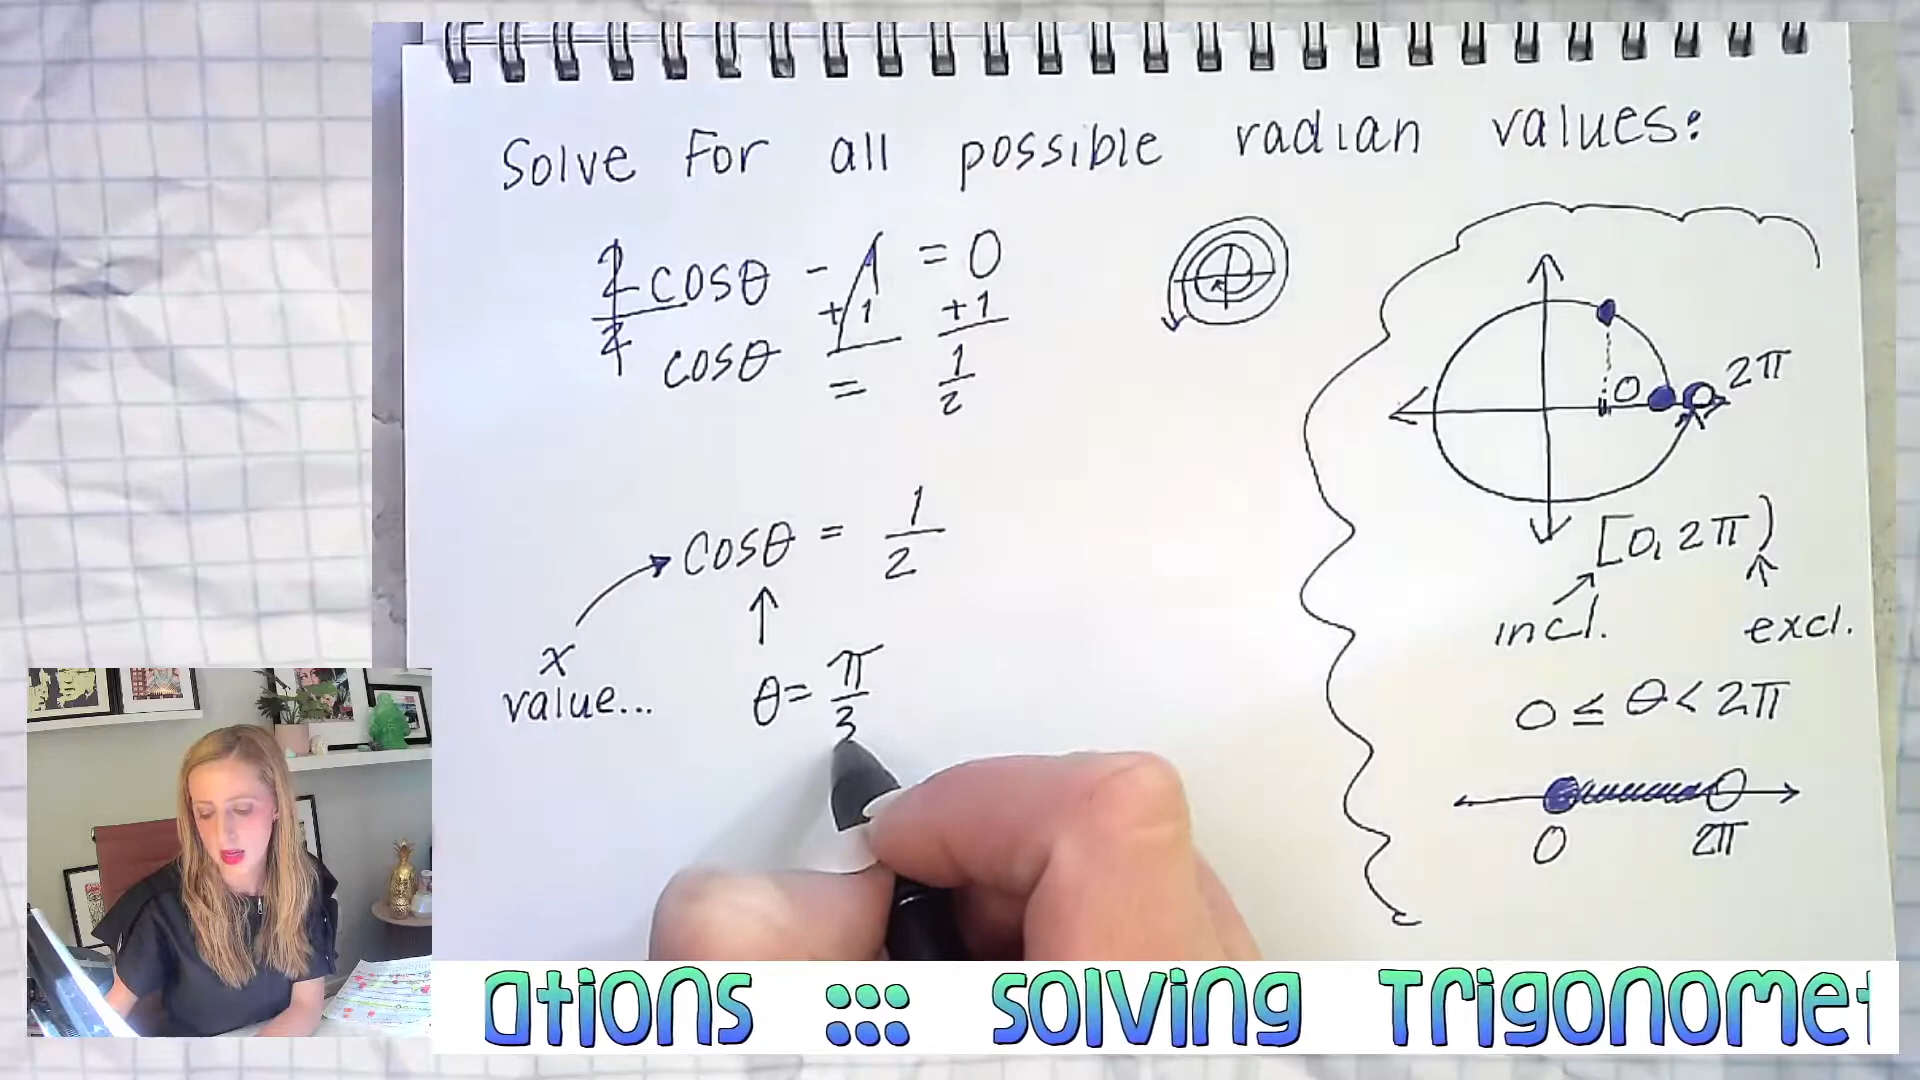 Solve For all possible radian values:
2 cosθ - 1 = 0
2
+1 +1
cosθ = 1/2
0 2π
cosθ = 1/2
[0, 2π)
incl. excl.
x
value...
θ = π/3
0 ≤ θ < 2π
0 2π
ations ::: solving Trigonomet